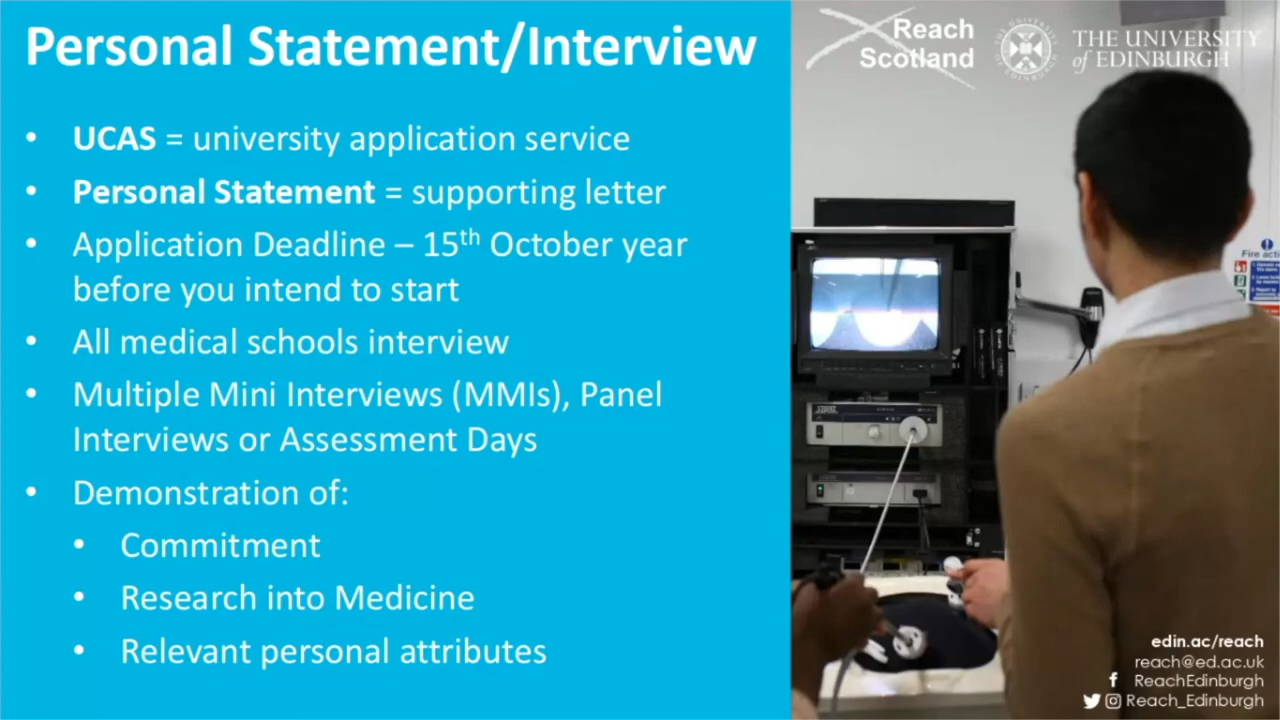 Personal Statement/Interview
• UCAS = university application service
• Personal Statement = supporting letter
• Application Deadline – 15th October year
before you intend to start
• All medical schools interview
• Multiple Mini Interviews (MMIs), Panel
Interviews or Assessment Days
• Demonstration of:
• Commitment
• Research into Medicine
• Relevant personal attributes
Reach
Scotland
THE UNIVERSITY
of EDINBURGH
Fire acti
edin.ac/reach
reach@ed.ac.uk
ReachEdinburgh
Reach_Edinburgh